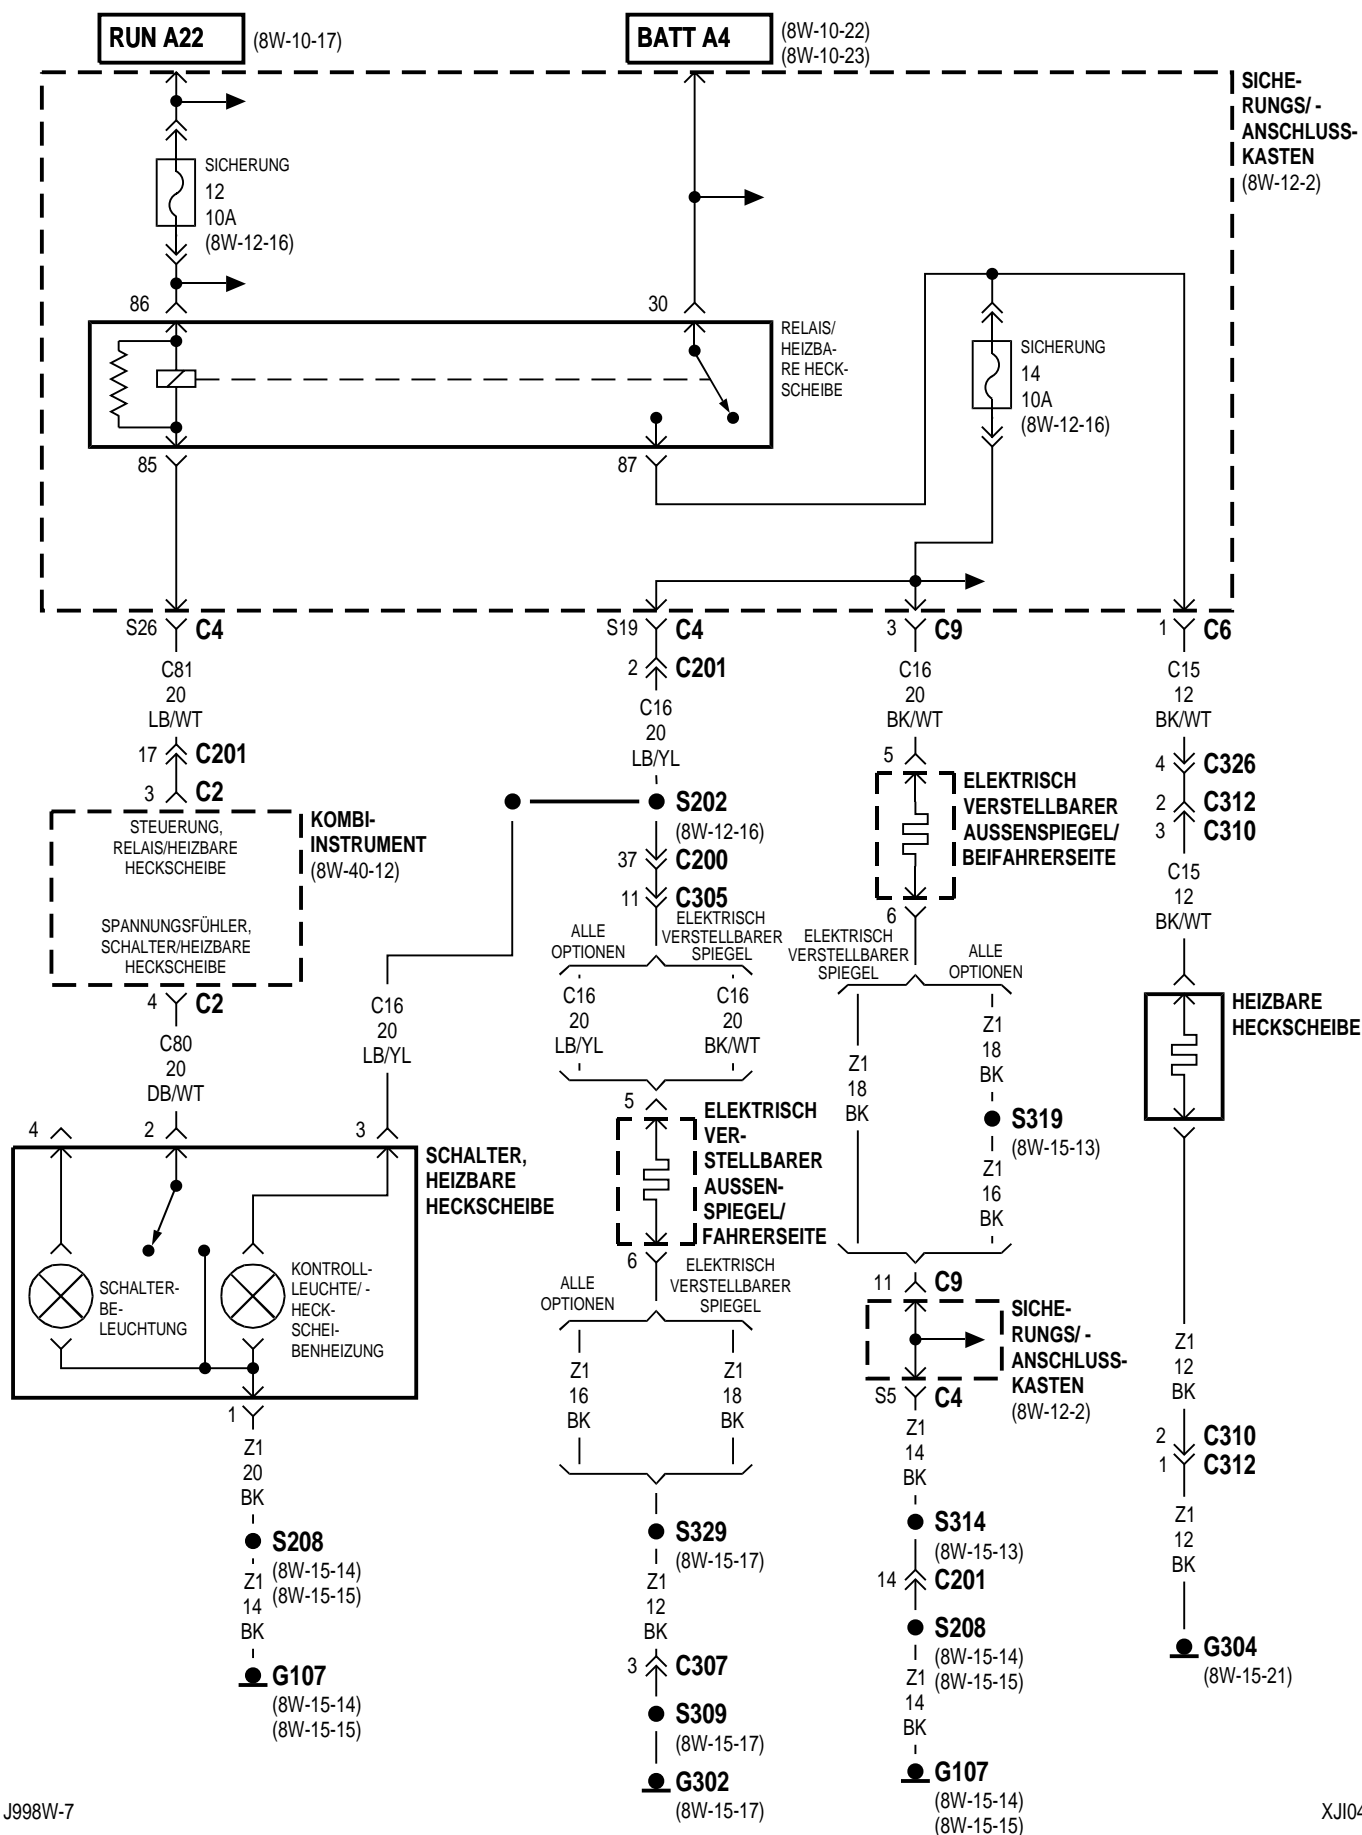 RUN A22
(8W-10-17)
BATT A4
(8W-10-22)
(8W-10-23)
SICHE-
RUNGS/ -
ANSCHLUSS-
KASTEN
(8W-12-2)
SICHERUNG
12
10A
(8W-12-16)
86
30
RELAIS/
HEIZBA-
RE HECK-
SCHEIBE
SICHERUNG
14
10A
(8W-12-16)
85
87
S26
C4
S19
C4
3
C9
1
C6
C81
20
LB/WT
2
C201
C16
20
LB/YL
C16
20
BK/WT
C15
12
BK/WT
17
C201
3
C2
5
4
C326
2
C312
3
C310
C15
12
BK/WT
KOMBI-
INSTRUMENT
(8W-40-12)
STEUERUNG,
RELAIS/HEIZBARE
HECKSCHEIBE
SPANNUNGSFÜHLER,
SCHALTER/HEIZBARE
HECKSCHEIBE
S202
(8W-12-16)
37
C200
11
C305
ELEKTRISCH
VERSTELLBARER
AUSSENSPIEGEL/
BEIFAHRERSEITE
6
ALLE
OPTIONEN
ELEKTRISCH
VERSTELLBARER
SPIEGEL
ELEKTRISCH
VERSTELLBARER
SPIEGEL
ALLE
OPTIONEN
4
C2
C80
20
DB/WT
C16
20
LB/YL
C16
20
LB/YL
C16
20
BK/WT
Z1
18
BK
Z1
18
BK
S319
(8W-15-13)
Z1
16
BK
HEIZBARE
HECKSCHEIBE
4
2
3
SCHALTER,
HEIZBARE
HECKSCHEIBE
5
ELEKTRISCH
VER-
STELLBARER
AUSSEN-
SPIEGEL/
FAHRERSEITE
6
SCHALTER-
BE-
LEUCHTUNG
KONTROLL-
LEUCHTE/ -
HECK-
SCHEI-
BENHEIZUNG
ALLE
OPTIONEN
ELEKTRISCH
VERSTELLBARER
SPIEGEL
11
C9
SICHE-
RUNGS/ -
ANSCHLUSS-
KASTEN
(8W-12-2)
S5
C4
Z1
16
BK
Z1
18
BK
Z1
14
BK
Z1
12
BK
2
C310
1
C312
Z1
12
BK
1
Z1
20
BK
S208
(8W-15-14)
(8W-15-15)
Z1
14
BK
G107
(8W-15-14)
(8W-15-15)
S329
(8W-15-17)
Z1
12
BK
3
C307
S309
(8W-15-17)
G302
(8W-15-17)
S314
(8W-15-13)
14
C201
S208
(8W-15-14)
(8W-15-15)
Z1
14
BK
G107
(8W-15-14)
(8W-15-15)
G304
(8W-15-21)
J998W-7
XJI04